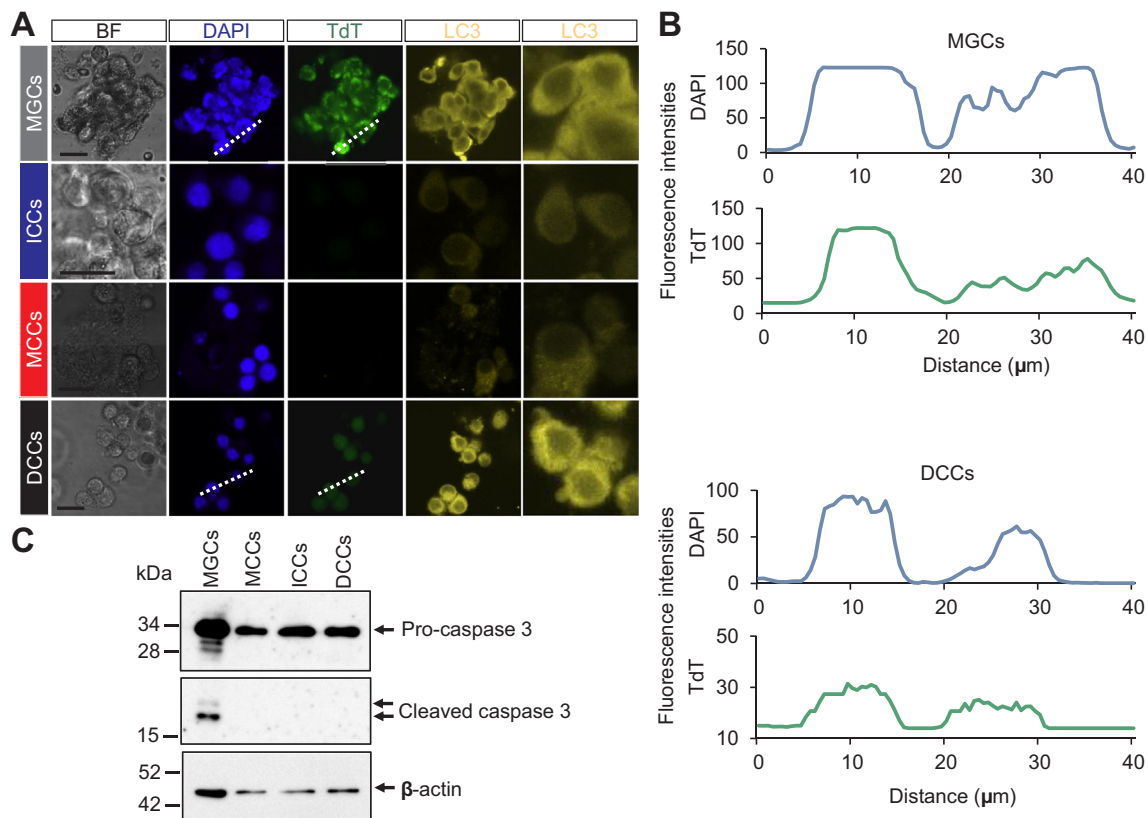 A
BF DAPI TdT LC3 LC3
MGCs
ICCs
MCCs
DCCs
B
MGCs
Fluorescence intensities
DAPI
150
100
50
0
0 10 20 30 40
TdT
150
100
50
0
0 10 20 30 40
Distance (µm)
DCCs
Fluorescence intensities
DAPI
100
50
0
0 10 20 30 40
TdT
50
30
10
0 10 20 30 40
Distance (µm)
C
MGCs MCCs ICCs DCCs
kDa
34
28
Pro-caspase 3
Cleaved caspase 3
15
52
42
β-actin